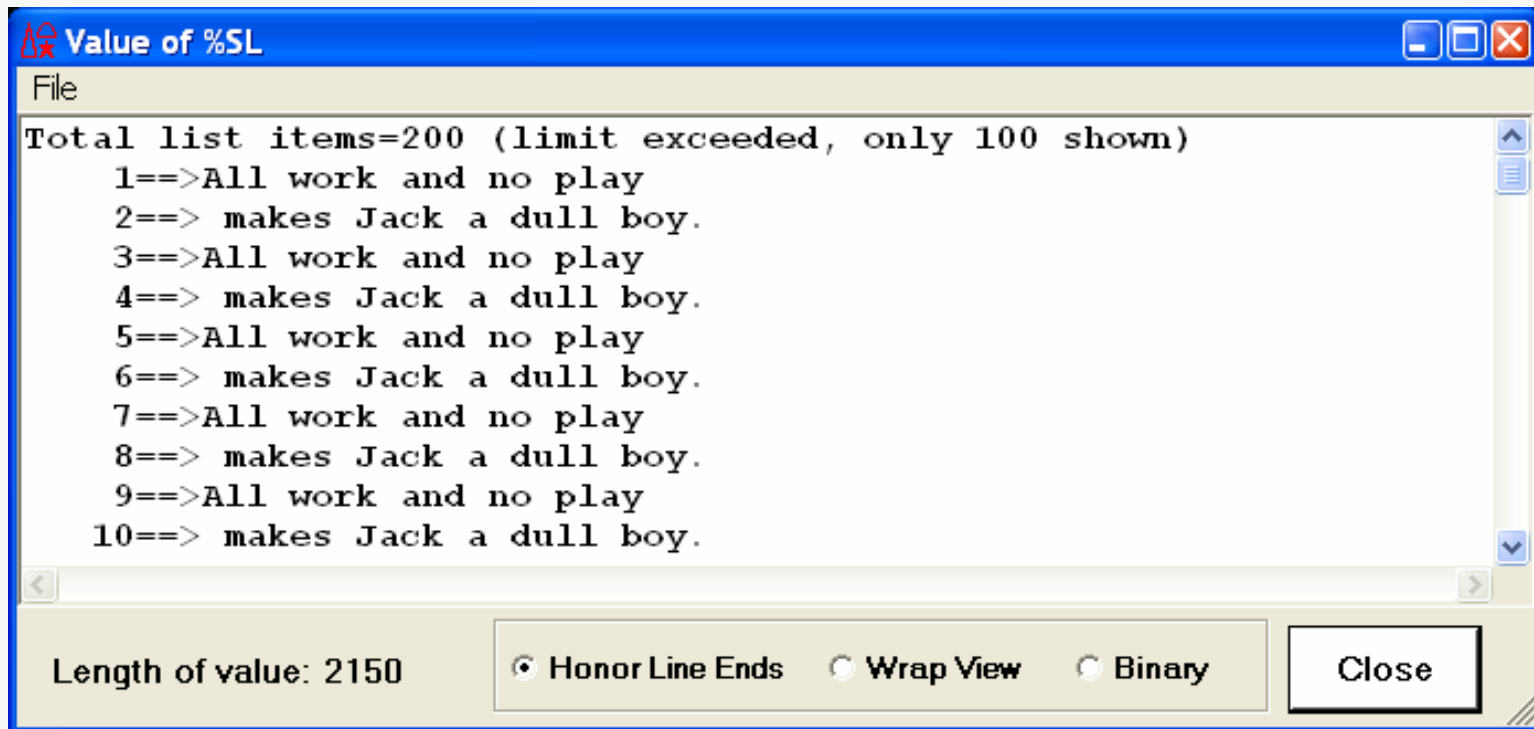 Value of %SL
File
Total list items=200 (limit exceeded, only 100 shown)
1==>All work and no play
2==> makes Jack a dull boy.
3==>All work and no play
4==> makes Jack a dull boy.
5==>All work and no play
6==> makes Jack a dull boy.
7==>All work and no play
8==> makes Jack a dull boy.
9==>All work and no play
10==> makes Jack a dull boy.
Length of value: 2150 Honor Line Ends Wrap View Binary Close